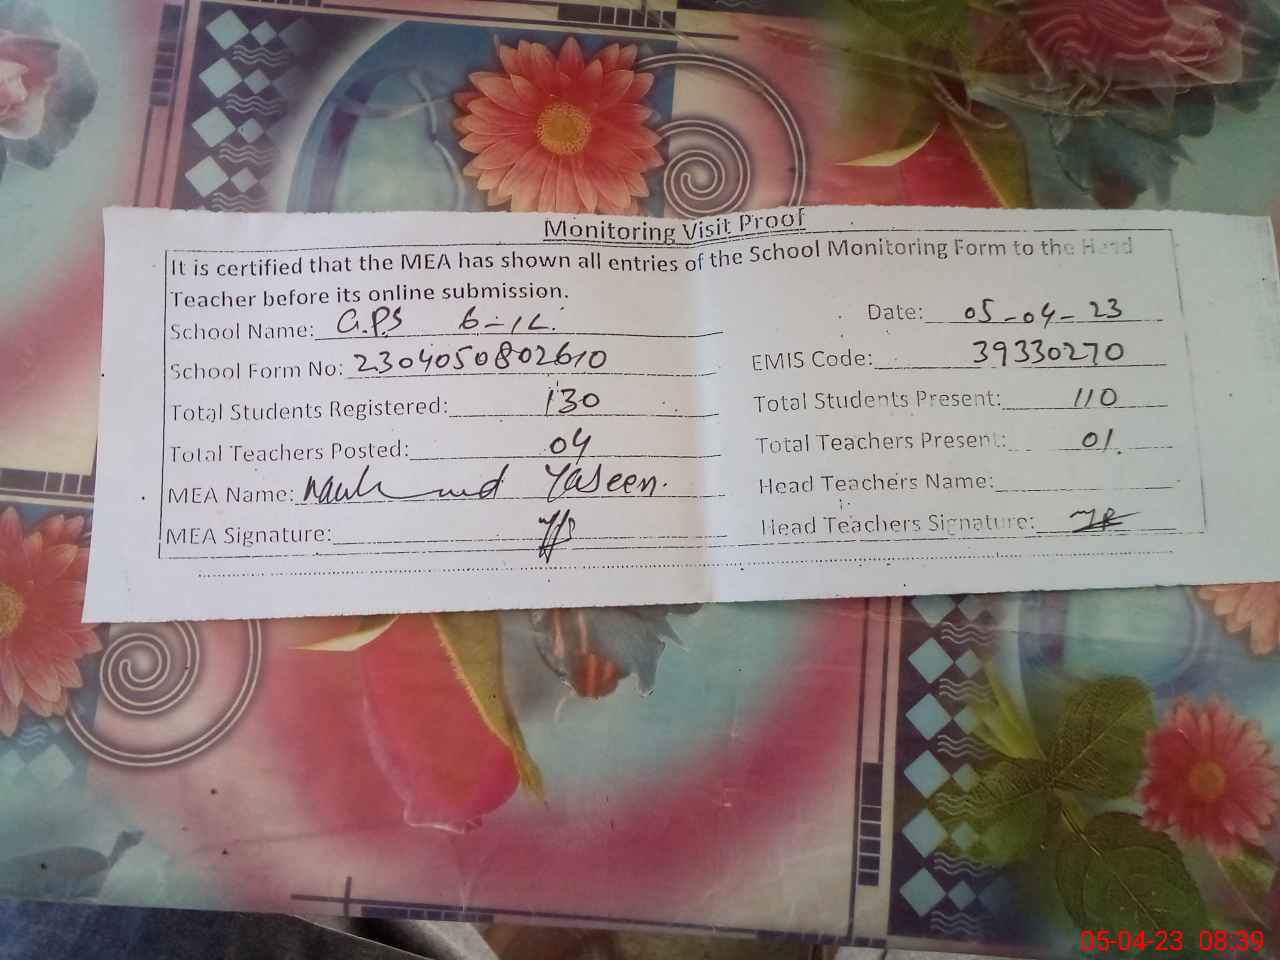 Monitoring Visit Proof
It is certified that the MEA has shown all entries of the School Monitoring Form to the Head
Teacher before its online submission.
School Name: G.P.S 6-1L. Date: 05-04-23
School Form No: 2304050802610 EMIS Code: 39330270
Total Students Registered: 130 Total Students Present: 110
Total Teachers Posted: 04 Total Teachers Present: 01.
MEA Name: Yaseen. Head Teachers Name:
MEA Signature: Head Teachers Signature:
05-04-23 08:39